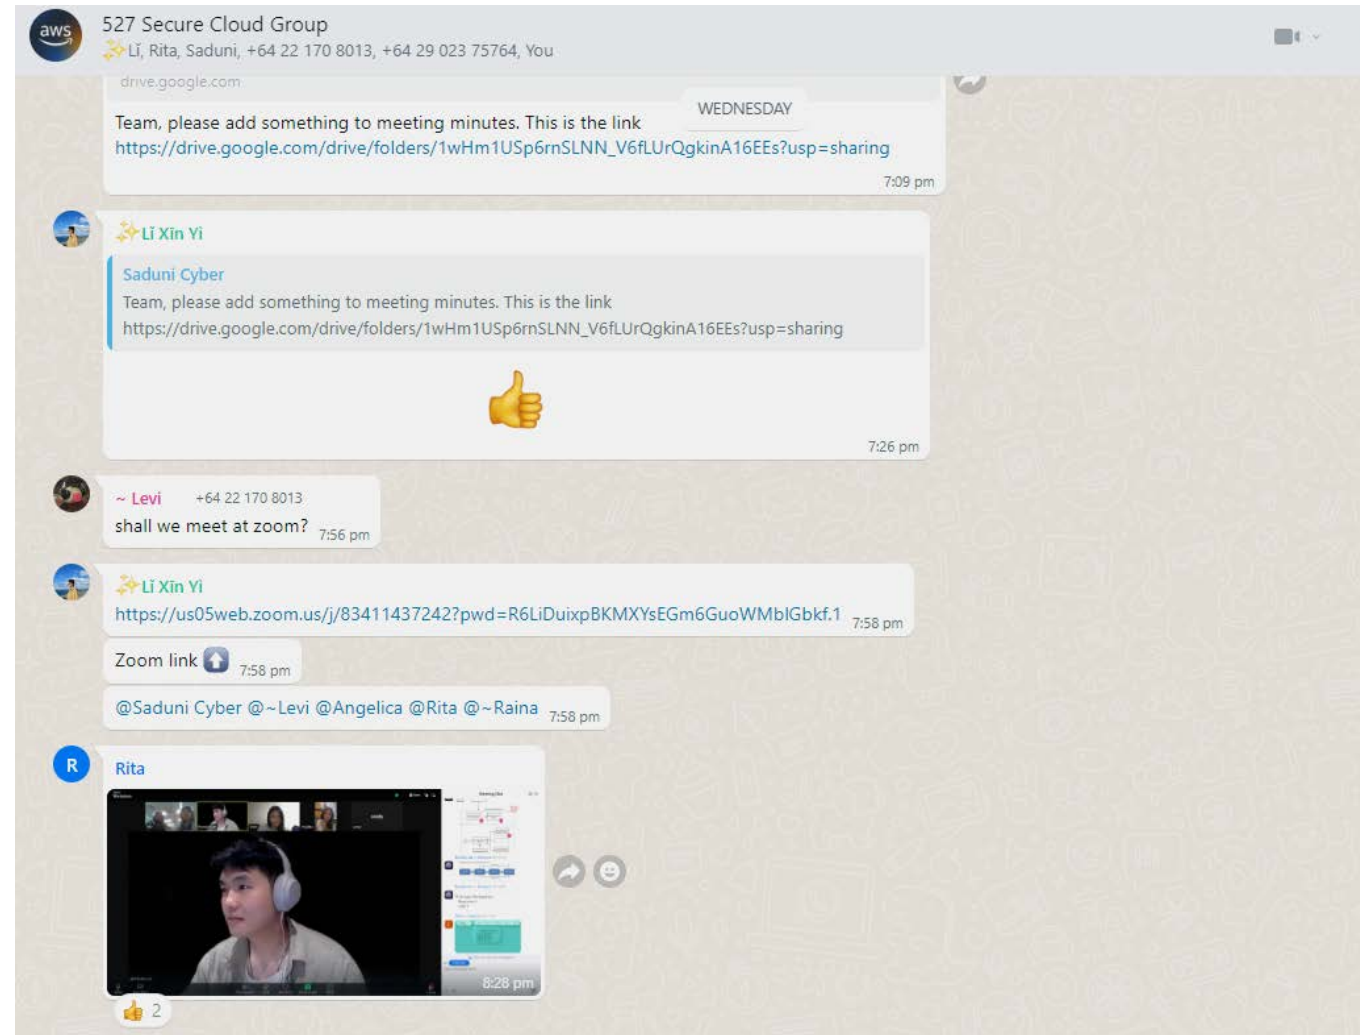 aws
527 Secure Cloud Group
✨Lǐ, Rita, Saduni, +64 22 170 8013, +64 29 023 75764, You
drive.google.com
WEDNESDAY
Team, please add something to meeting minutes. This is the link
https://drive.google.com/drive/folders/1wHm1USp6rnSLNN_V6fLUrQgkinA16EEs?usp=sharing
7:09 pm
✨Lǐ Xīn Yì
Saduni Cyber
Team, please add something to meeting minutes. This is the link
https://drive.google.com/drive/folders/1wHm1USp6rnSLNN_V6fLUrQgkinA16EEs?usp=sharing
👍
7:26 pm
~ Levi +64 22 170 8013
shall we meet at zoom? 7:56 pm
✨Lǐ Xīn Yì
https://us05web.zoom.us/j/83411437242?pwd=R6LiDuixpBKMXYsEGm6GuoWMbIGbkf.1 7:58 pm
Zoom link ⬆️ 7:58 pm
@Saduni Cyber @~Levi @Angelica @Rita @~Raina 7:58 pm
R
Rita
8:28 pm
👍 2